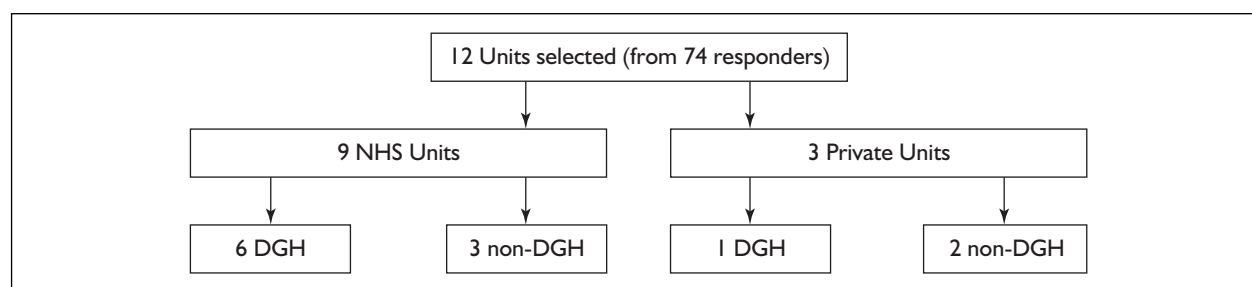 12 Units selected (from 74 responders)
9 NHS Units
3 Private Units
6 DGH
3 non-DGH
1 DGH
2 non-DGH